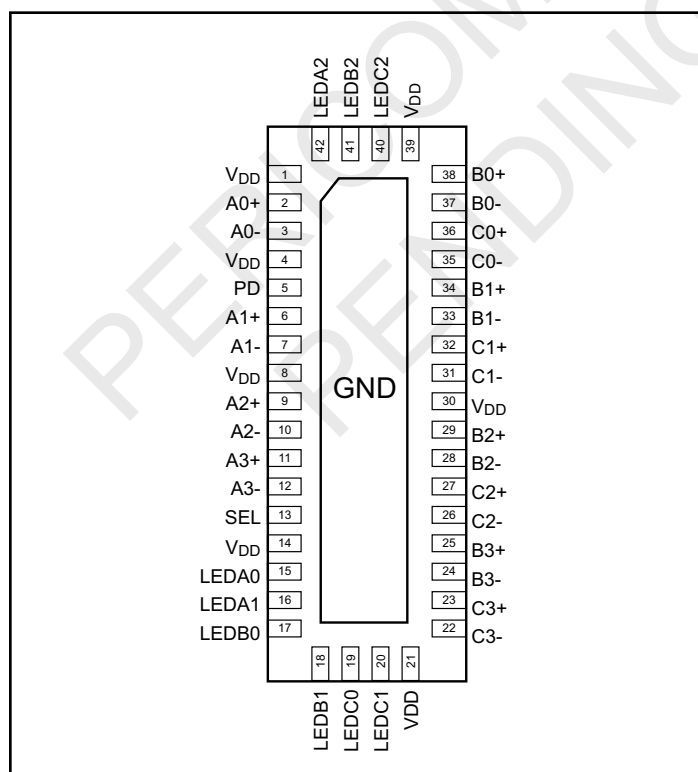 PERICOM
PENDING
LEDA2
LEDB2
LEDC2
VDD
42
41
40
39
VDD 1
A0+ 2
A0- 3
VDD 4
PD 5
A1+ 6
A1- 7
VDD 8
A2+ 9
A2- 10
A3+ 11
A3- 12
SEL 13
VDD 14
LEDA0 15
LEDA1 16
LEDB0 17
GND
38 B0+
37 B0-
36 C0+
35 C0-
34 B1+
33 B1-
32 C1+
31 C1-
30 VDD
29 B2+
28 B2-
27 C2+
26 C2-
25 B3+
24 B3-
23 C3+
22 C3-
18
19
20
21
LEDB1
LEDC0
LEDC1
VDD